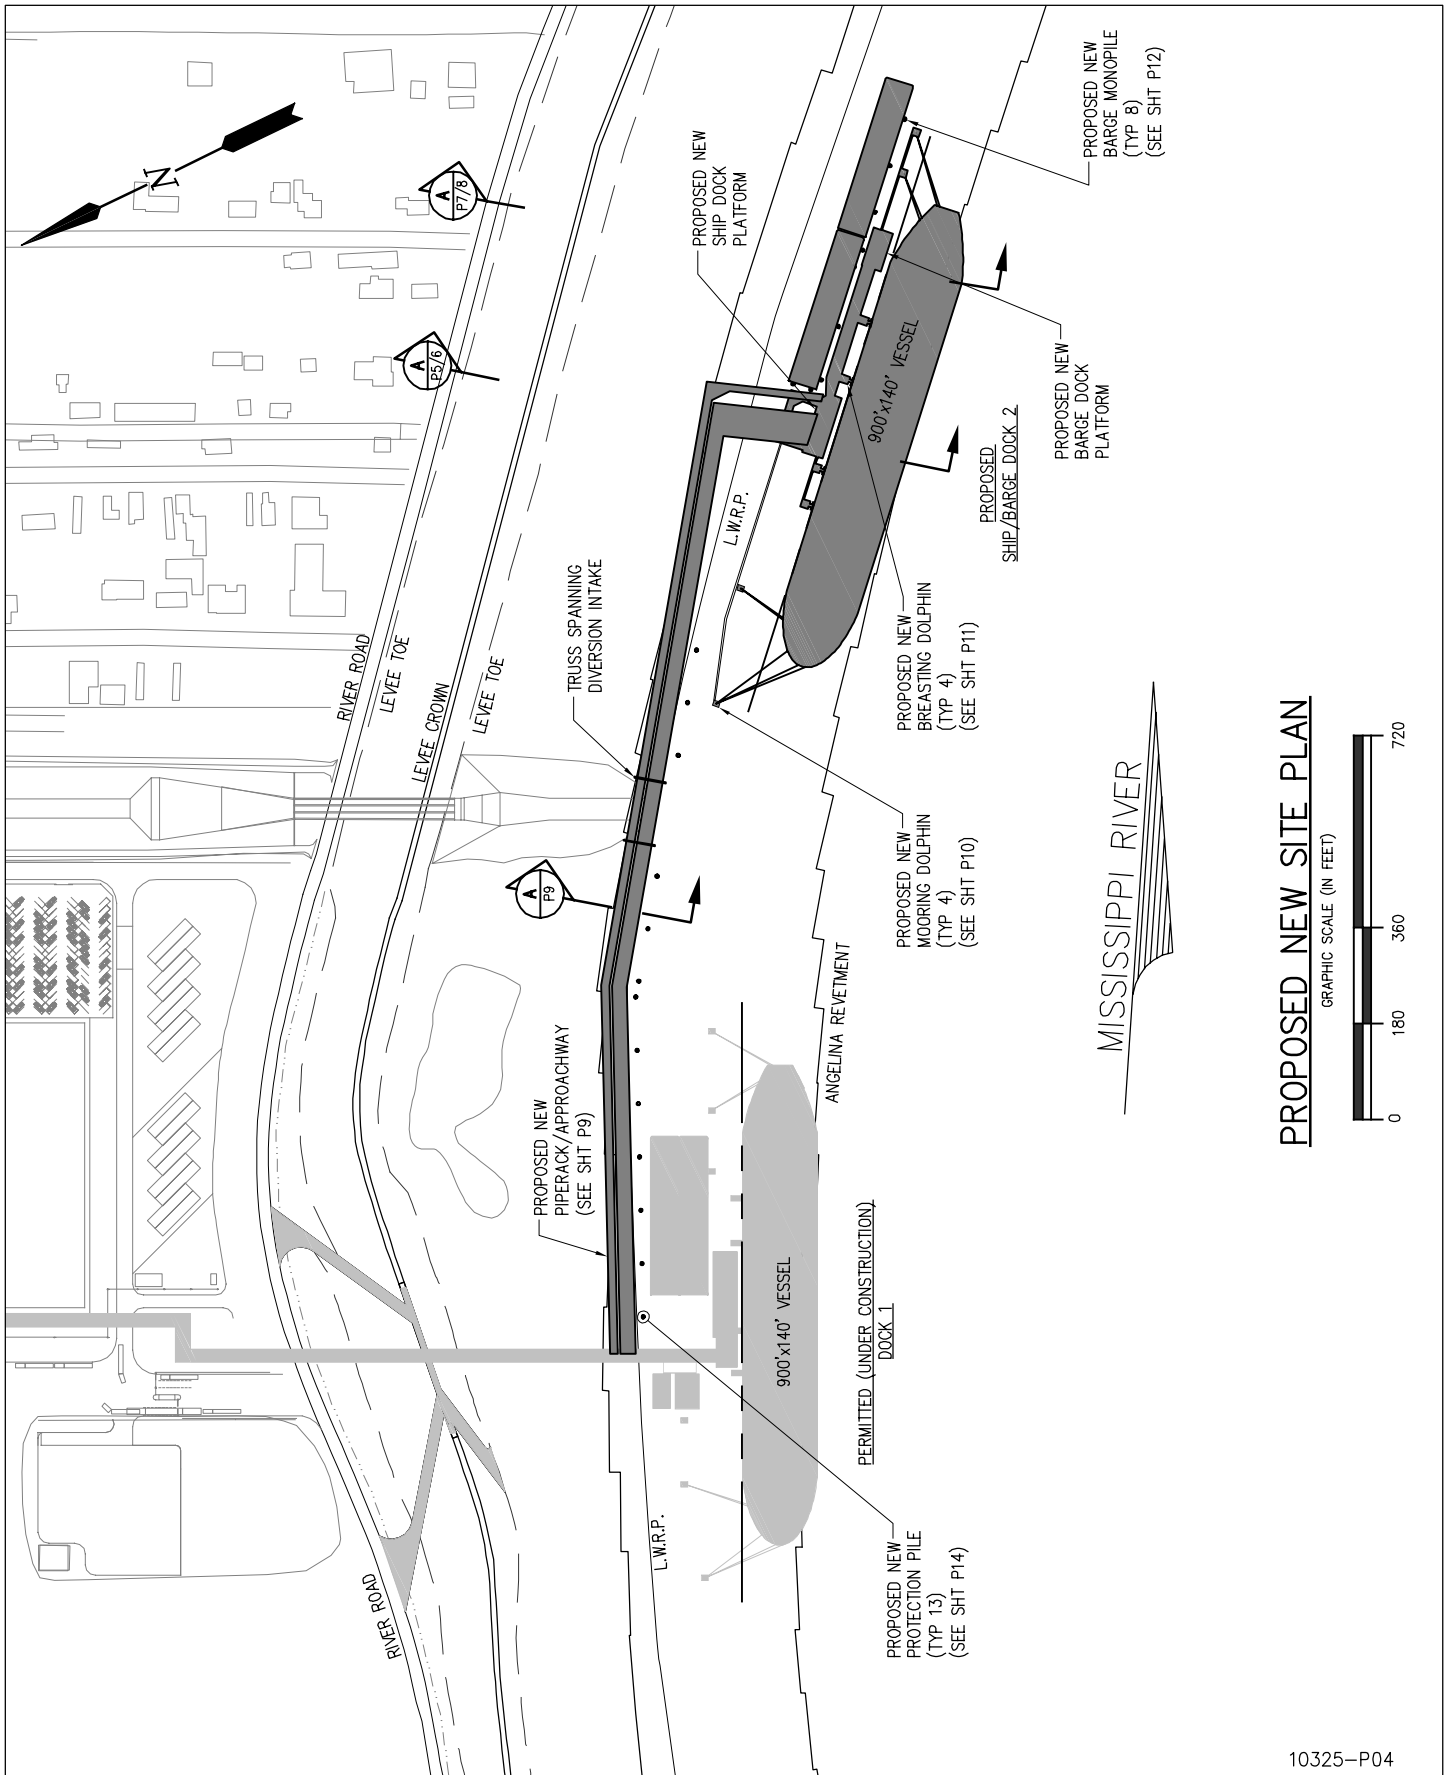 N
A
P7/8
A
P5/6
A
P9
PROPOSED NEW
BARGE MONOPILE
(TYP 8)
(SEE SHT P12)
PROPOSED NEW
SHIP DOCK
PLATFORM
900'x140' VESSEL
PROPOSED NEW
BARGE DOCK
PLATFORM
PROPOSED
SHIP/BARGE DOCK 2
L.W.R.P.
TRUSS SPANNING
DIVERSION INTAKE
PROPOSED NEW
BREASTING DOLPHIN
(TYP 4)
(SEE SHT P11)
RIVER ROAD
LEVEE TOE
LEVEE CROWN
LEVEE TOE
PROPOSED NEW
MOORING DOLPHIN
(TYP 4)
(SEE SHT P10)
ANGELINA REVETMENT
PROPOSED NEW
PIPERACK/APPROACHWAY
(SEE SHT P9)
900'x140' VESSEL
PERMITTED (UNDER CONSTRUCTION)
DOCK 1
L.W.R.P.
RIVER ROAD
PROPOSED NEW
PROTECTION PILE
(TYP 13)
(SEE SHT P14)
MISSISSIPPI RIVER
PROPOSED NEW SITE PLAN
GRAPHIC SCALE (IN FEET)
0 180 360 720
10325-P04